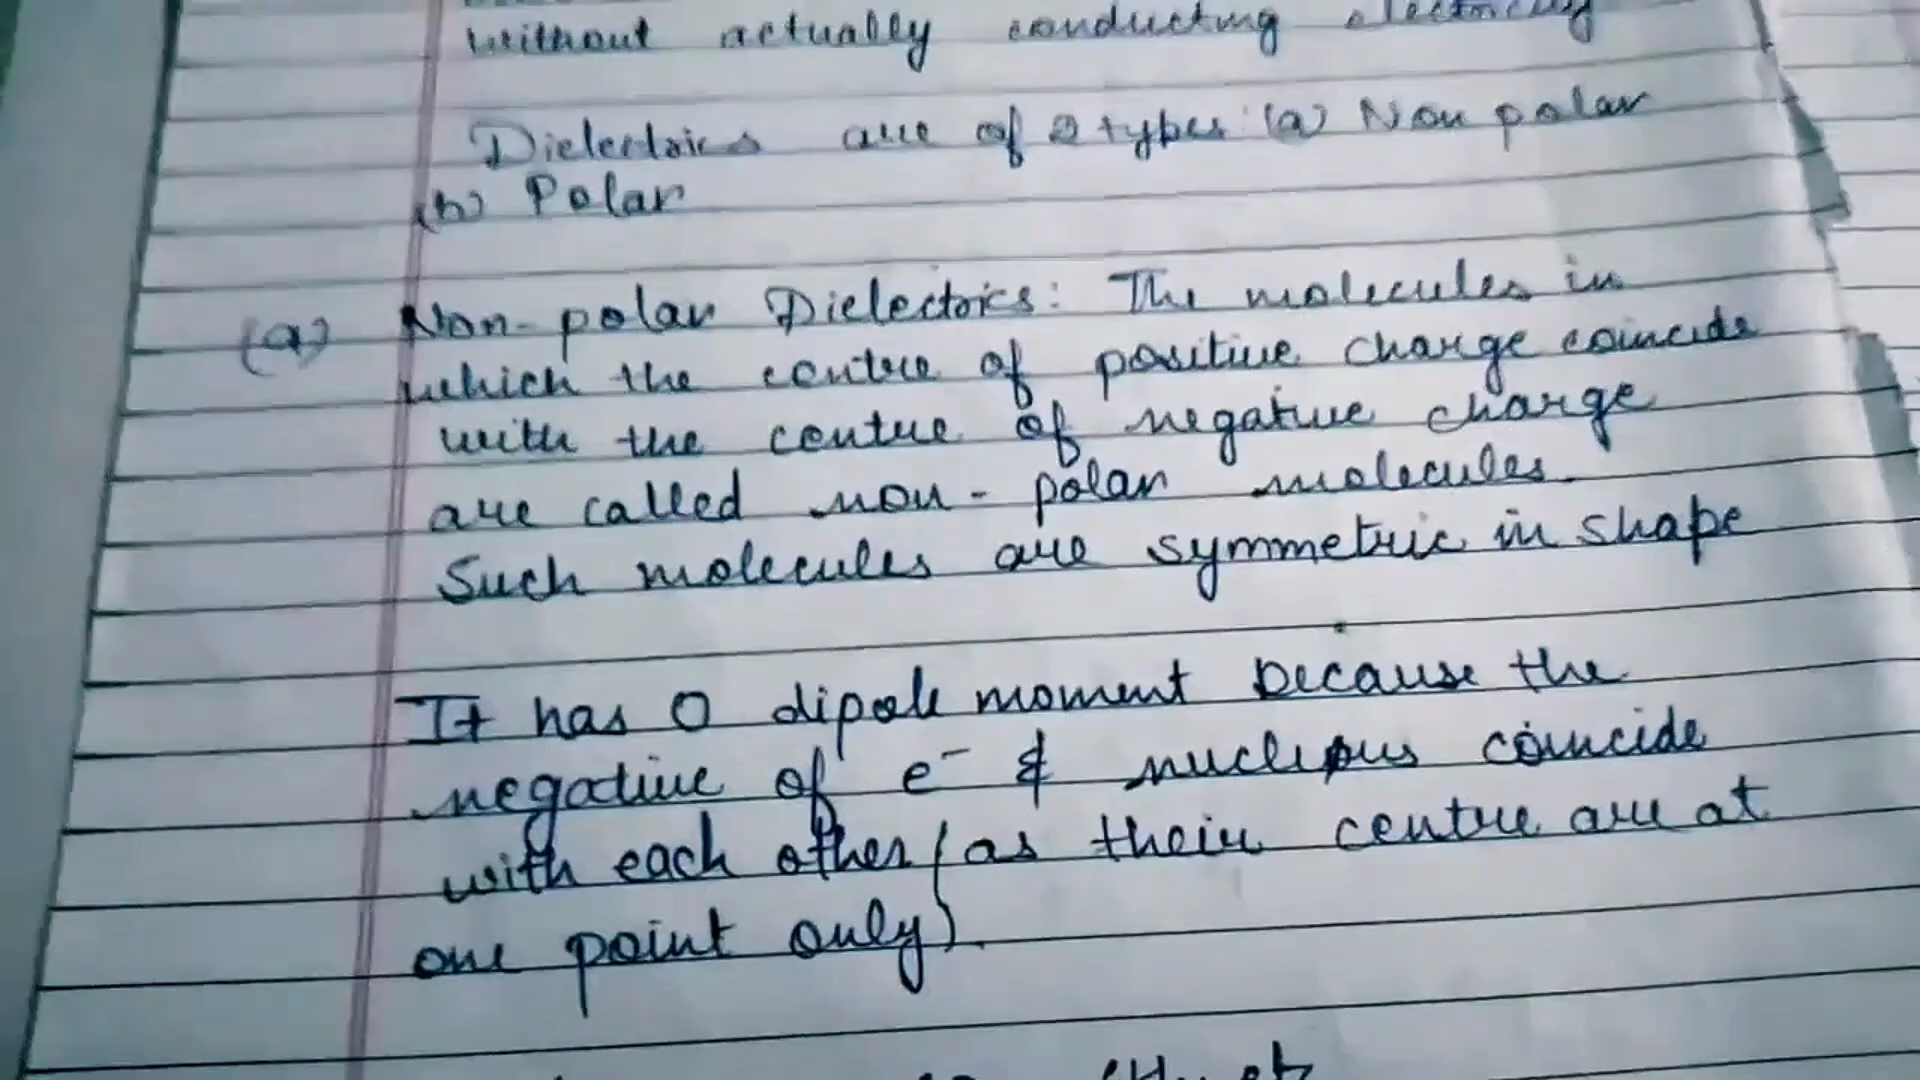 without actually conducting electricity
Dielectrics are of 2 types (a) Non polar
(b) Polar
(a) Non-polar Dielectrics: The molecules in
which the centre of positive charge coincide
with the centre of negative charge
are called non-polar molecules.
Such molecules are symmetric in shape
It has 0 dipole moment because the
negative of e⁻ & nucleus coincide
with each other (as their centre are at
one point only).